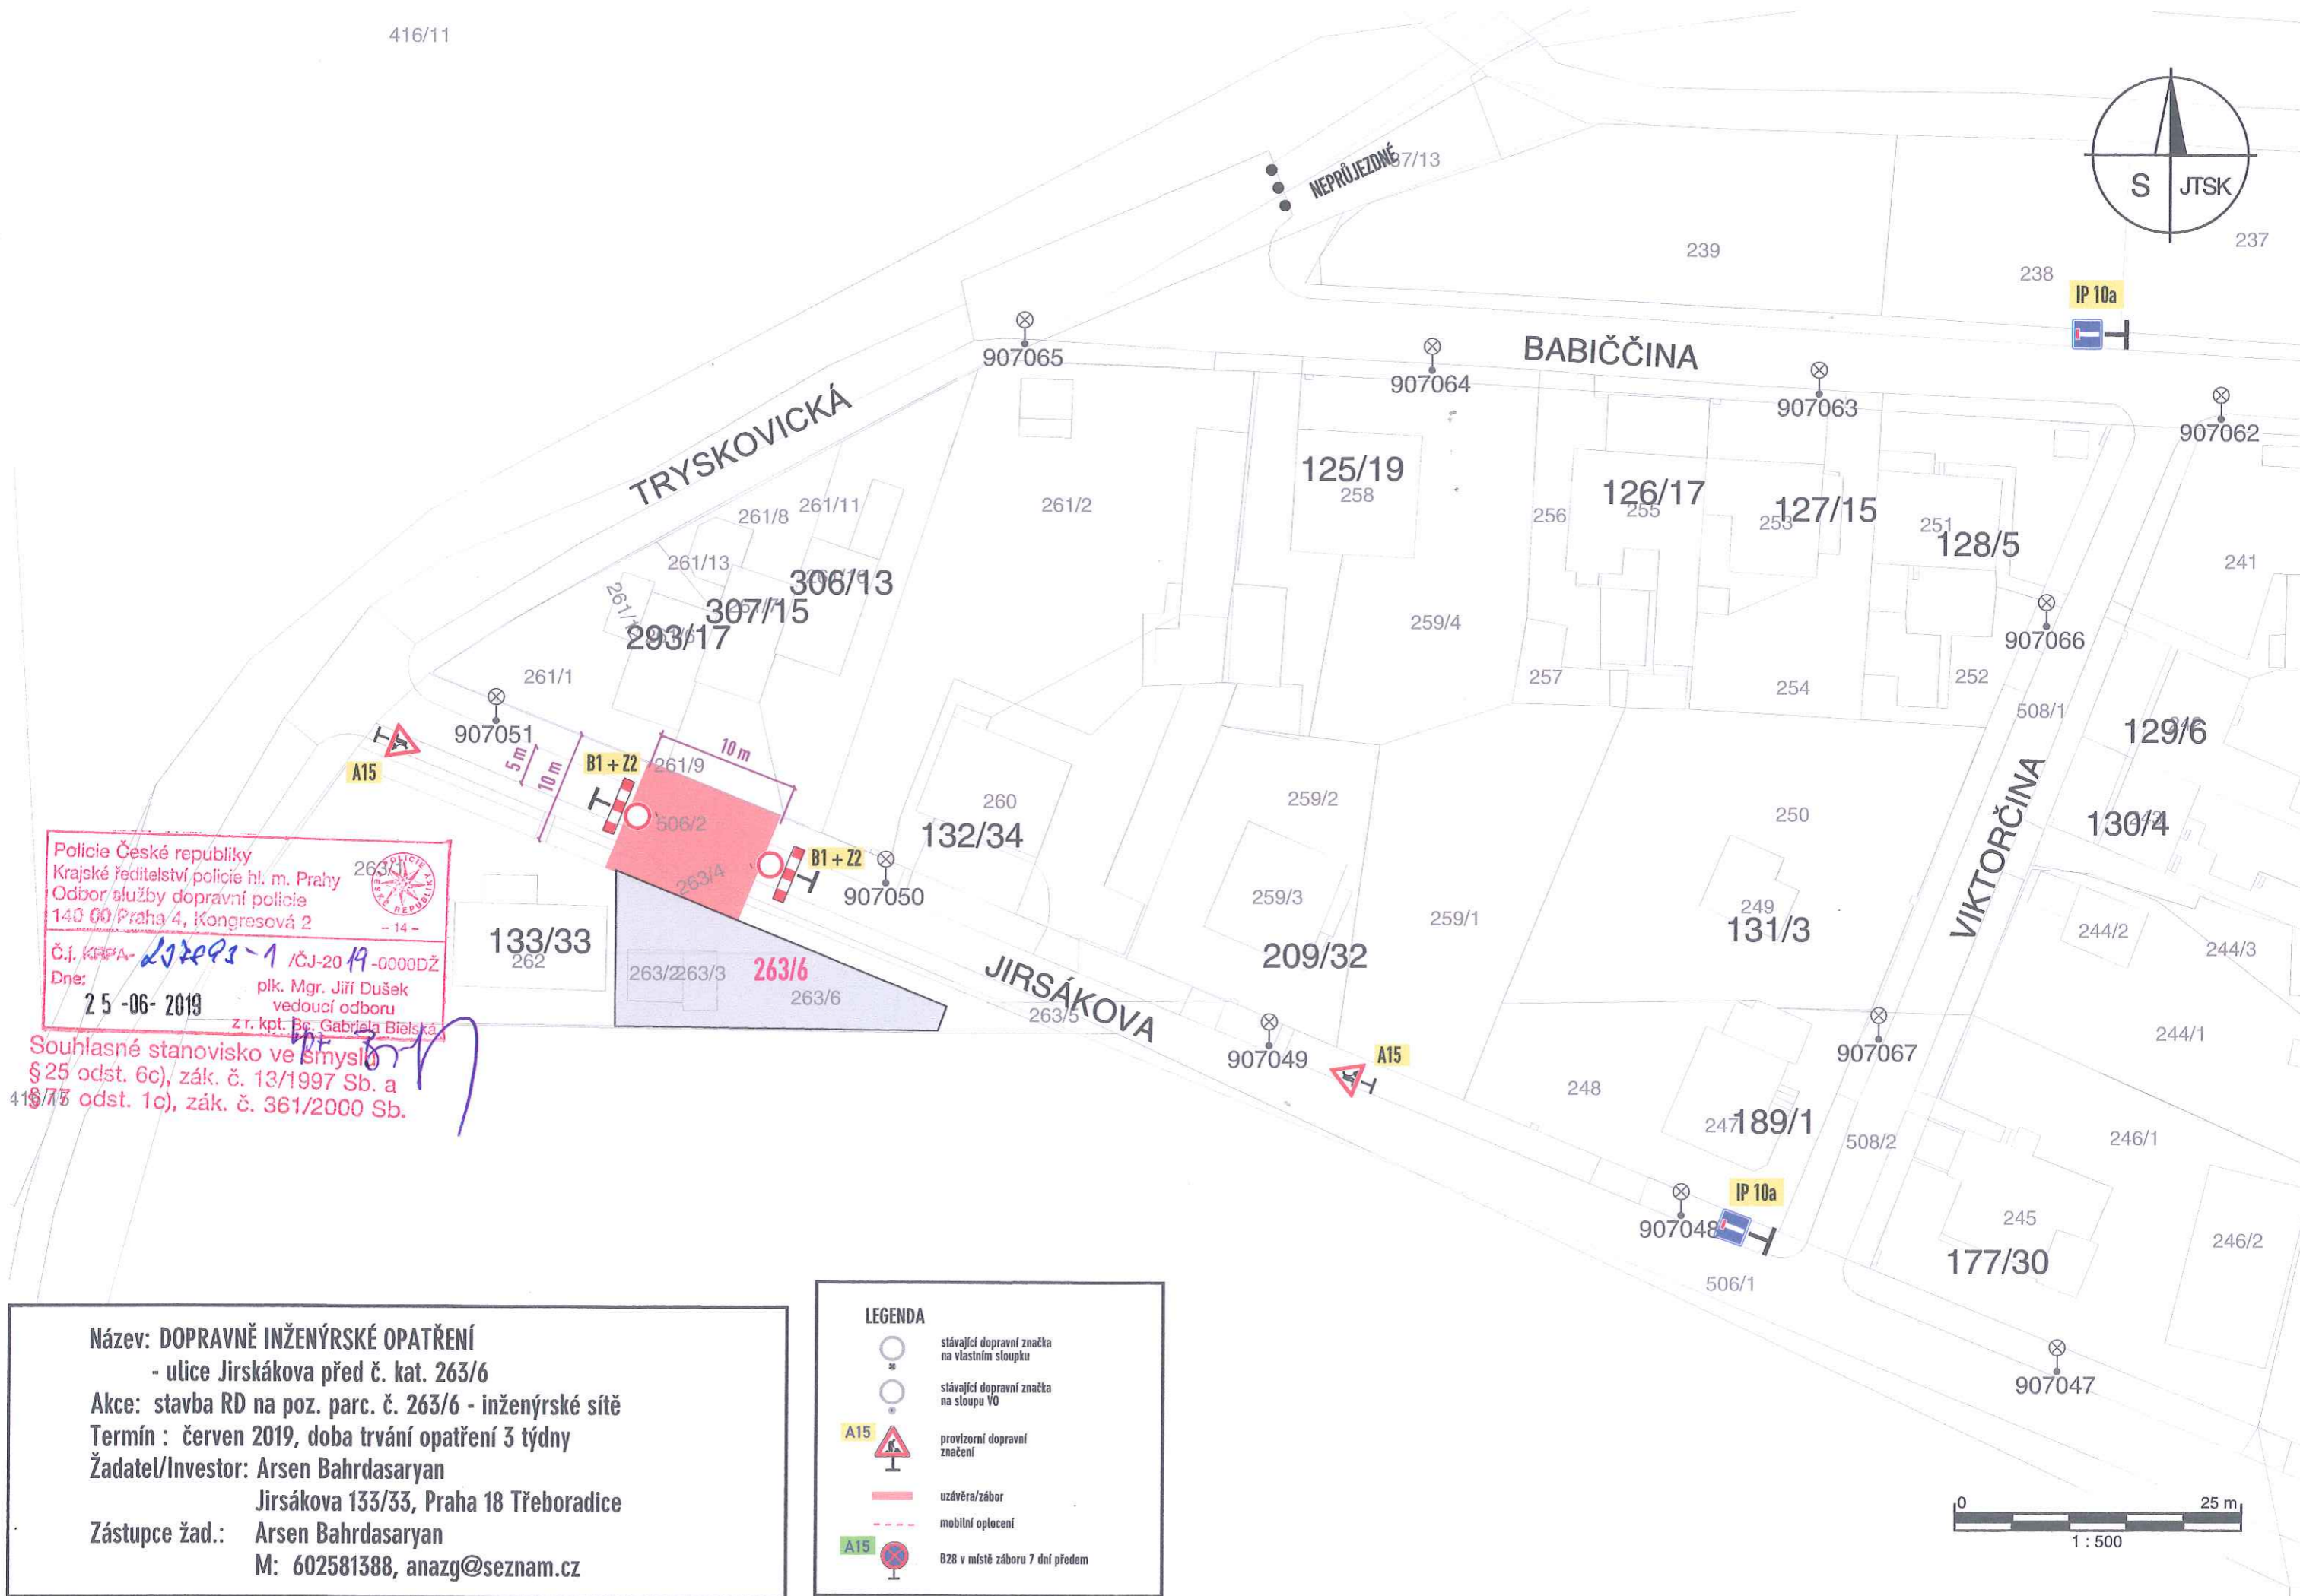 416/11
NEPRŮJEZDNÉ
37/13
S JTSK
239
238
237
IP 10a
BABIČČINA
907065
907064
907063
907062
TRYSKOVICKÁ
125/19
258
126/17
255
256
127/15
253
251
128/5
261/8
261/11
261/2
241
261/13
306/13
307/15
293/17
259/4
907066
261/1
257
254
252
508/1
907051
129/6
A15
5 m
10 m
B1 + Z2
261/9
10 m
506/2
260
259/2
250
132/34
130/4
VIKTORČINA
B1 + Z2
263/4
907050
259/3
259/1
249
131/3
244/2
244/3
209/32
133/33
262
263/2
263/3
263/6
263/6
JIRSÁKOVA
263/5
907049
A15
907067
244/1
248
247
189/1
508/2
246/1
IP 10a
907048
245
246/2
177/30
506/1
907047
263/1
Policie České republiky
Krajské ředitelství policie hl. m. Prahy
Odbor služby dopravní policie
140 00 Praha 4, Kongresová 2
- 14 -
Č.j. KRPA- /ČJ-2019-0000DŽ
Dne:
25 -06- 2019
plk. Mgr. Jiří Dušek
vedoucí odboru
z r. kpt. Bc. Gabriela Bielská
Souhlasné stanovisko ve smyslu
§ 25 odst. 6c), zák. č. 13/1997 Sb. a
§ 77 odst. 1c), zák. č. 361/2000 Sb.
Název: DOPRAVNĚ INŽENÝRSKÉ OPATŘENÍ
- ulice Jirskákova před č. kat. 263/6
Akce: stavba RD na poz. parc. č. 263/6 - inženýrské sítě
Termín : červen 2019, doba trvání opatření 3 týdny
Žadatel/Investor: Arsen Bahrdasaryan
Jirsákova 133/33, Praha 18 Třeboradice
Zástupce žad.: Arsen Bahrdasaryan
M: 602581388, anazg@seznam.cz
LEGENDA
stávající dopravní značka
na vlastním sloupku
stávající dopravní značka
na sloupu VO
A15
provizorní dopravní
značení
uzávěra/zábor
mobilní oplocení
A15
B28 v místě záboru 7 dní předem
0 25 m
1 : 500